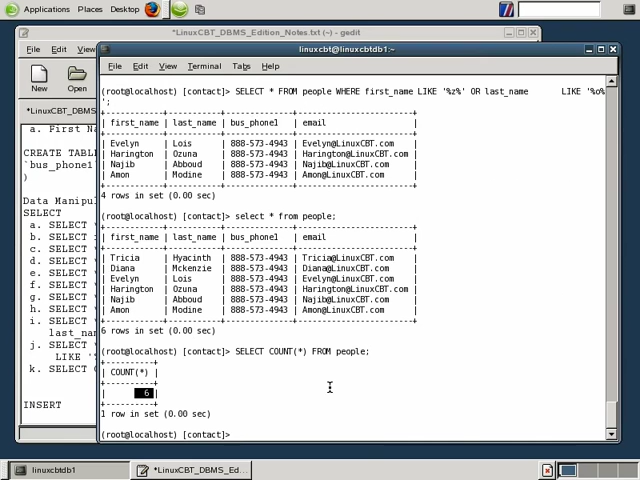 Applications Places Desktop
*LinuxCBT_DBMS_Edition_Notes.txt (~) - gedit
linuxcbt@linuxcbtdb1:~
File Edit View
File Edit View Terminal Tabs Help
New Open
*LinuxCBT_D
a. First Na
CREATE TABL
`bus_phone1
)
Data Manipul
SELECT
a. SELECT
b. SELECT
c. SELECT
d. SELECT
e. SELECT
f. SELECT
g. SELECT
h. SELECT
i. SELECT
last_nam
j. SELECT
LIKE '
k. SELECT
INSERT
(root@localhost) [contact]> SELECT * FROM people WHERE first_name LIKE '%z%' OR last_name LIKE '%o%
';
+------------+-----------+--------------+-------------------------+
| first_name | last_name | bus_phone1 | email |
+------------+-----------+--------------+-------------------------+
| Evelyn | Lois | 888-573-4943 | Evelyn@LinuxCBT.com |
| Harington | Ozuna | 888-573-4943 | Harington@LinuxCBT.com |
| Najib | Abboud | 888-573-4943 | Najib@LinuxCBT.com |
| Amon | Modine | 888-573-4943 | Amon@LinuxCBT.com |
+------------+-----------+--------------+-------------------------+
4 rows in set (0.00 sec)
(root@localhost) [contact]> select * from people;
+------------+-----------+--------------+-------------------------+
| first_name | last_name | bus_phone1 | email |
+------------+-----------+--------------+-------------------------+
| Tricia | Hyacinth | 888-573-4943 | Tricia@LinuxCBT.com |
| Diana | Mckenzie | 888-573-4943 | Diana@LinuxCBT.com |
| Evelyn | Lois | 888-573-4943 | Evelyn@LinuxCBT.com |
| Harington | Ozuna | 888-573-4943 | Harington@LinuxCBT.com |
| Najib | Abboud | 888-573-4943 | Najib@LinuxCBT.com |
| Amon | Modine | 888-573-4943 | Amon@LinuxCBT.com |
+------------+-----------+--------------+-------------------------+
6 rows in set (0.00 sec)
(root@localhost) [contact]> SELECT COUNT(*) FROM people;
+----------+
| COUNT(*) |
+----------+
| 6 |
+----------+
1 row in set (0.00 sec)
(root@localhost) [contact]>
linuxcbtdb1
*LinuxCBT_DBMS_Ed...